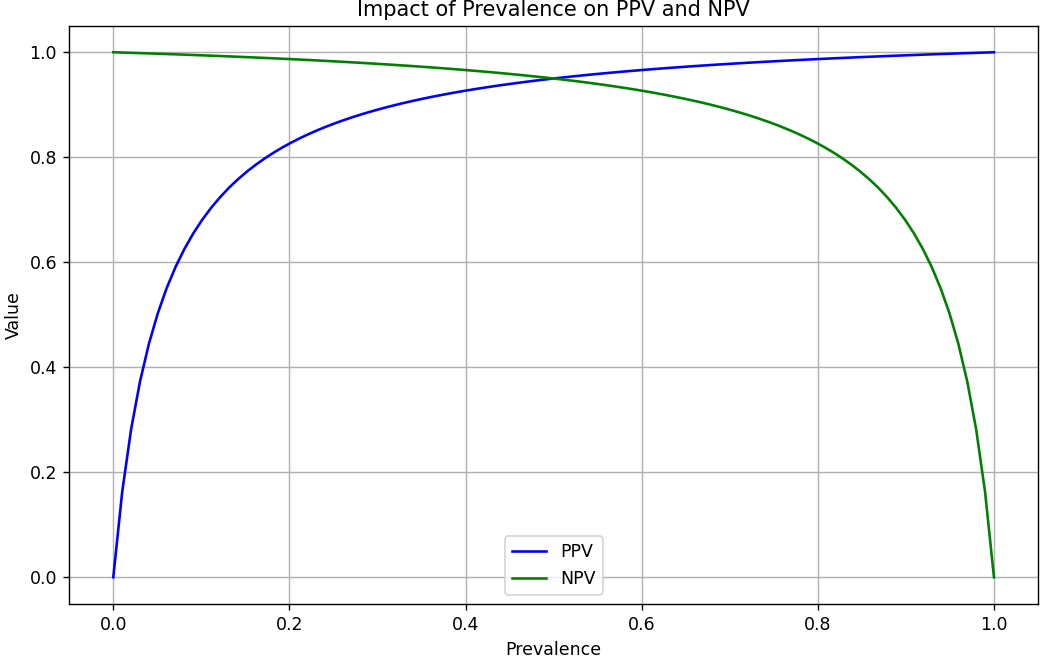 Impact of Prevalence on PPV and NPV
1.0
0.8
0.6
0.4
0.2
0.0
Value
PPV
NPV
0.0 0.2 0.4 0.6 0.8 1.0
Prevalence